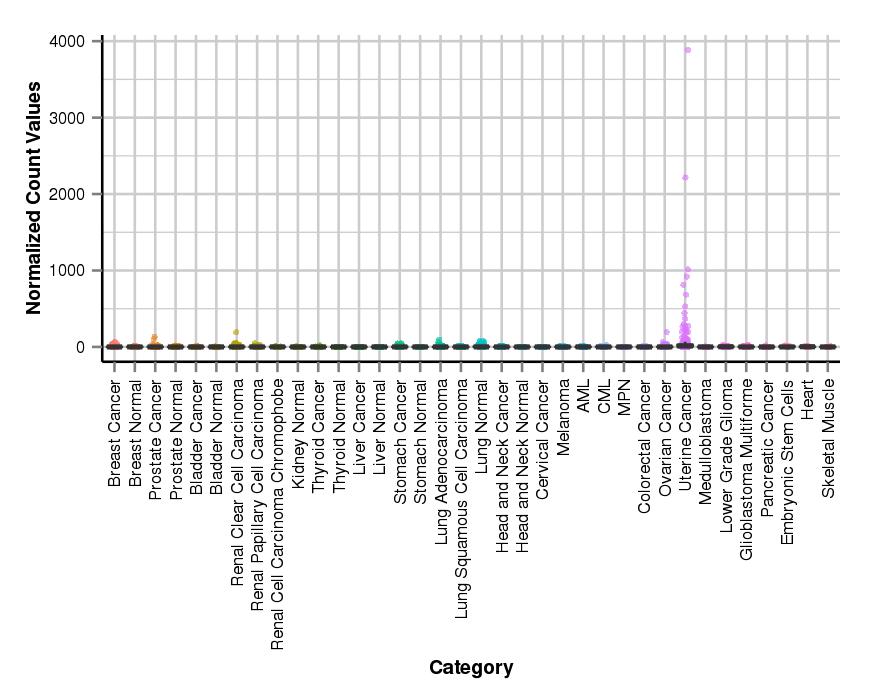 Normalized Count Values
4000
3000
2000
1000
0
Breast Cancer
Breast Normal
Prostate Cancer
Prostate Normal
Bladder Cancer
Bladder Normal
Renal Clear Cell Carcinoma
Renal Papillary Cell Carcinoma
Renal Cell Carcinoma Chromophobe
Kidney Normal
Thyroid Cancer
Thyroid Normal
Liver Cancer
Liver Normal
Stomach Cancer
Stomach Normal
Lung Adenocarcinoma
Lung Squamous Cell Carcinoma
Lung Normal
Head and Neck Cancer
Head and Neck Normal
Cervical Cancer
Melanoma
AML
CML
MPN
Colorectal Cancer
Ovarian Cancer
Uterine Cancer
Medulloblastoma
Lower Grade Glioma
Glioblastoma Multiforme
Pancreatic Cancer
Embryonic Stem Cells
Heart
Skeletal Muscle
Category